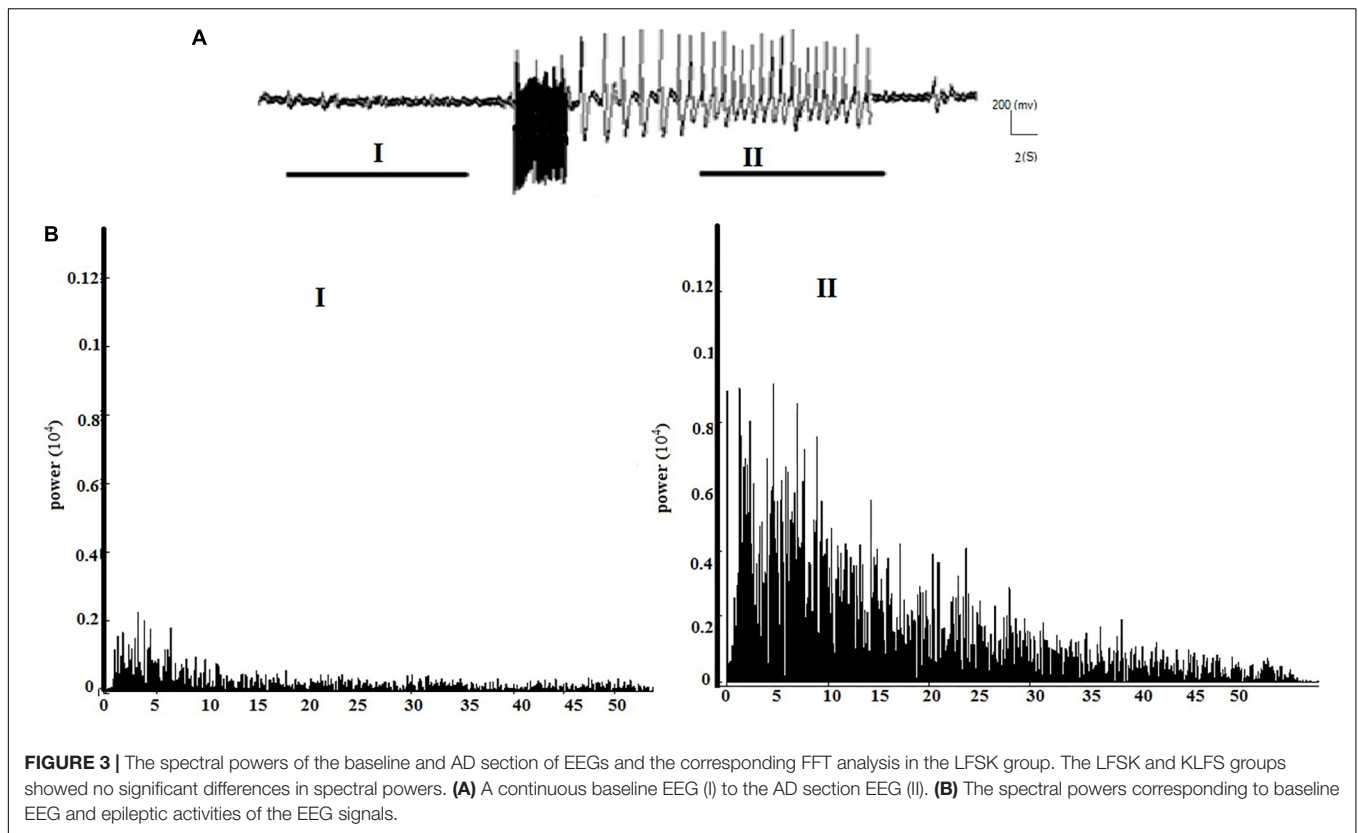 A
200 (mv)
2(S)
I
II
B
I
0.12
0.1
0.8
0.6
0.4
0.2
0
power (10⁴)
0 5 10 15 20 25 30 35 40 45 50
II
0.12
0.1
0.8
0.6
0.4
0.2
0
power (10⁴)
0 5 10 15 20 25 30 35 40 45 50
FIGURE 3 | The spectral powers of the baseline and AD section of EEGs and the corresponding FFT analysis in the LFSK group. The LFSK and KLFS groups
showed no significant differences in spectral powers. (A) A continuous baseline EEG (I) to the AD section EEG (II). (B) The spectral powers corresponding to baseline
EEG and epileptic activities of the EEG signals.